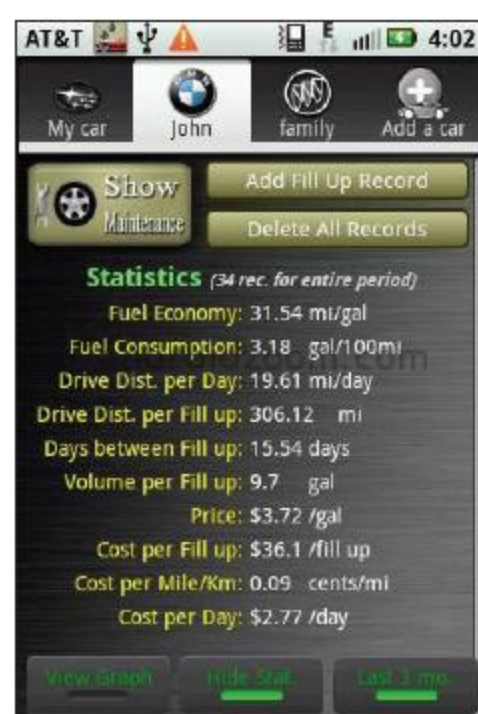 AT&T 4:02
My car John family Add a car
Show
Maintenance
Add Fill Up Record
Delete All Records
Statistics (34 rec. for entire period)
Fuel Economy: 31.54 mi/gal
Fuel Consumption: 3.18 gal/100mi
Drive Dist. per Day: 19.61 mi/day
Drive Dist. per Fill up: 306.12 mi
Days between Fill up: 15.54 days
Volume per Fill up: 9.7 gal
Price: $3.72 /gal
Cost per Fill up: $36.1 /fill up
Cost per Mile/Km: 0.09 cents/mi
Cost per Day: $2.77 /day
View Graph Hide Stat. Last 3 mo.